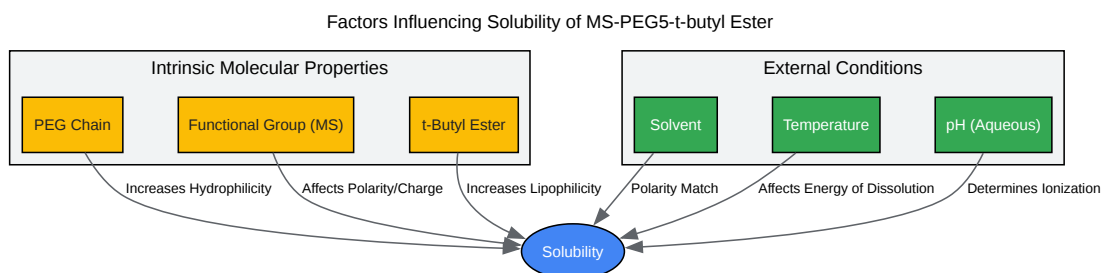 Factors Influencing Solubility of MS-PEG5-t-butyl Ester
Intrinsic Molecular Properties
External Conditions
PEG Chain
Functional Group (MS)
t-Butyl Ester
Solvent
Temperature
pH (Aqueous)
Increases Hydrophilicity
Affects Polarity/Charge
Increases Lipophilicity
Polarity Match
Affects Energy of Dissolution
Determines Ionization
Solubility